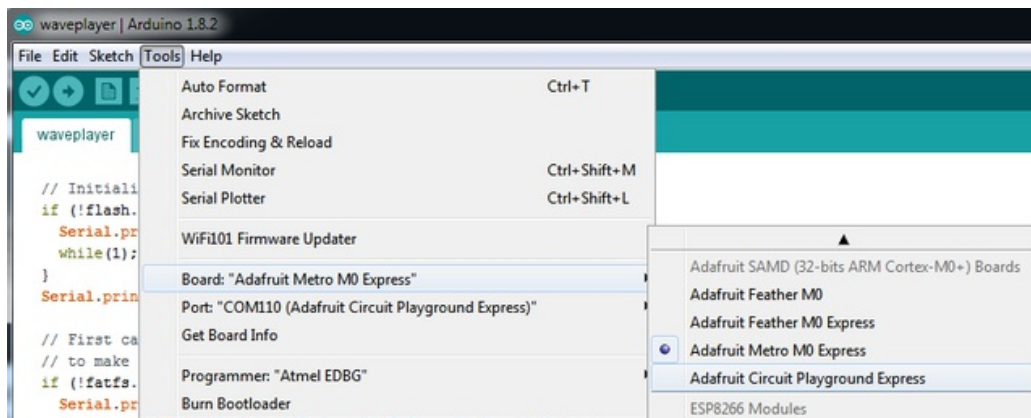 waveplayer | Arduino 1.8.2
File Edit Sketch Tools Help
Auto Format Ctrl+T
Archive Sketch
Fix Encoding & Reload
Serial Monitor Ctrl+Shift+M
Serial Plotter Ctrl+Shift+L
WiFi101 Firmware Updater
Board: "Adafruit Metro M0 Express"
Port: "COM110 (Adafruit Circuit Playground Express)"
Get Board Info
Programmer: "Atmel EDBG"
Burn Bootloader
Adafruit SAMD (32-bits ARM Cortex-M0+) Boards
Adafruit Feather M0
Adafruit Feather M0 Express
Adafruit Metro M0 Express
Adafruit Circuit Playground Express
ESP8266 Modules
waveplayer
// Initiali
if (!flash.
Serial.pr
while(1);
}
Serial.prin
// First ca
// to make
if (!fatfs.
Serial.pr